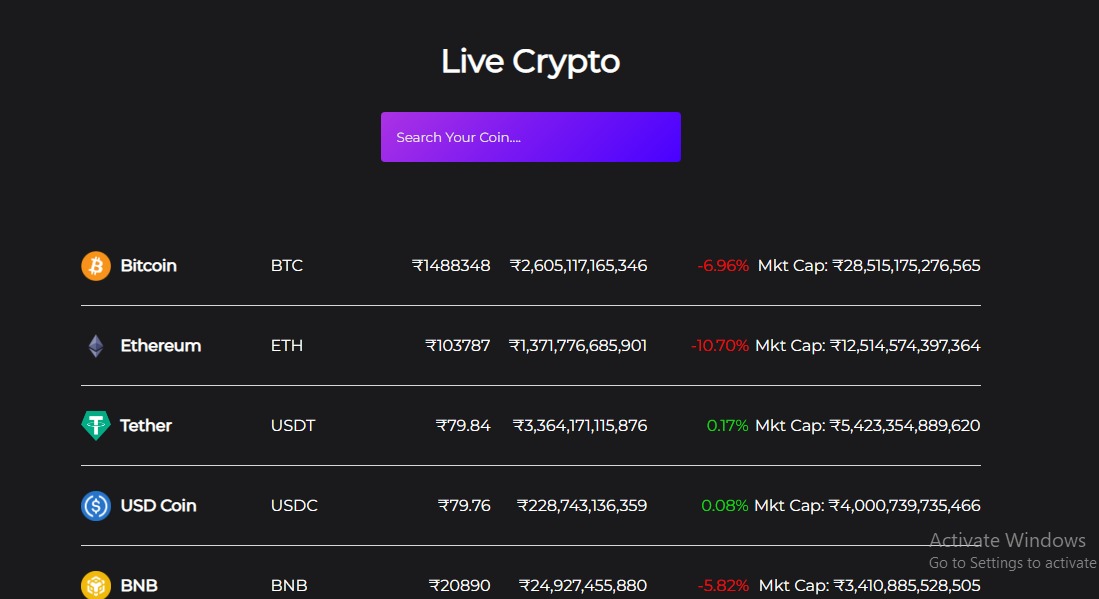 Live Crypto
Search Your Coin....
Bitcoin BTC ₹1488348 ₹2,605,117,165,346 -6.96% Mkt Cap: ₹28,515,175,276,565
Ethereum ETH ₹103787 ₹1,371,776,685,901 -10.70% Mkt Cap: ₹12,514,574,397,364
Tether USDT ₹79.84 ₹3,364,171,115,876 0.17% Mkt Cap: ₹5,423,354,889,620
USD Coin USDC ₹79.76 ₹228,743,136,359 0.08% Mkt Cap: ₹4,000,739,735,466
Activate Windows
Go to Settings to activate
BNB BNB ₹20890 ₹24,927,455,880 -5.82% Mkt Cap: ₹3,410,885,528,505